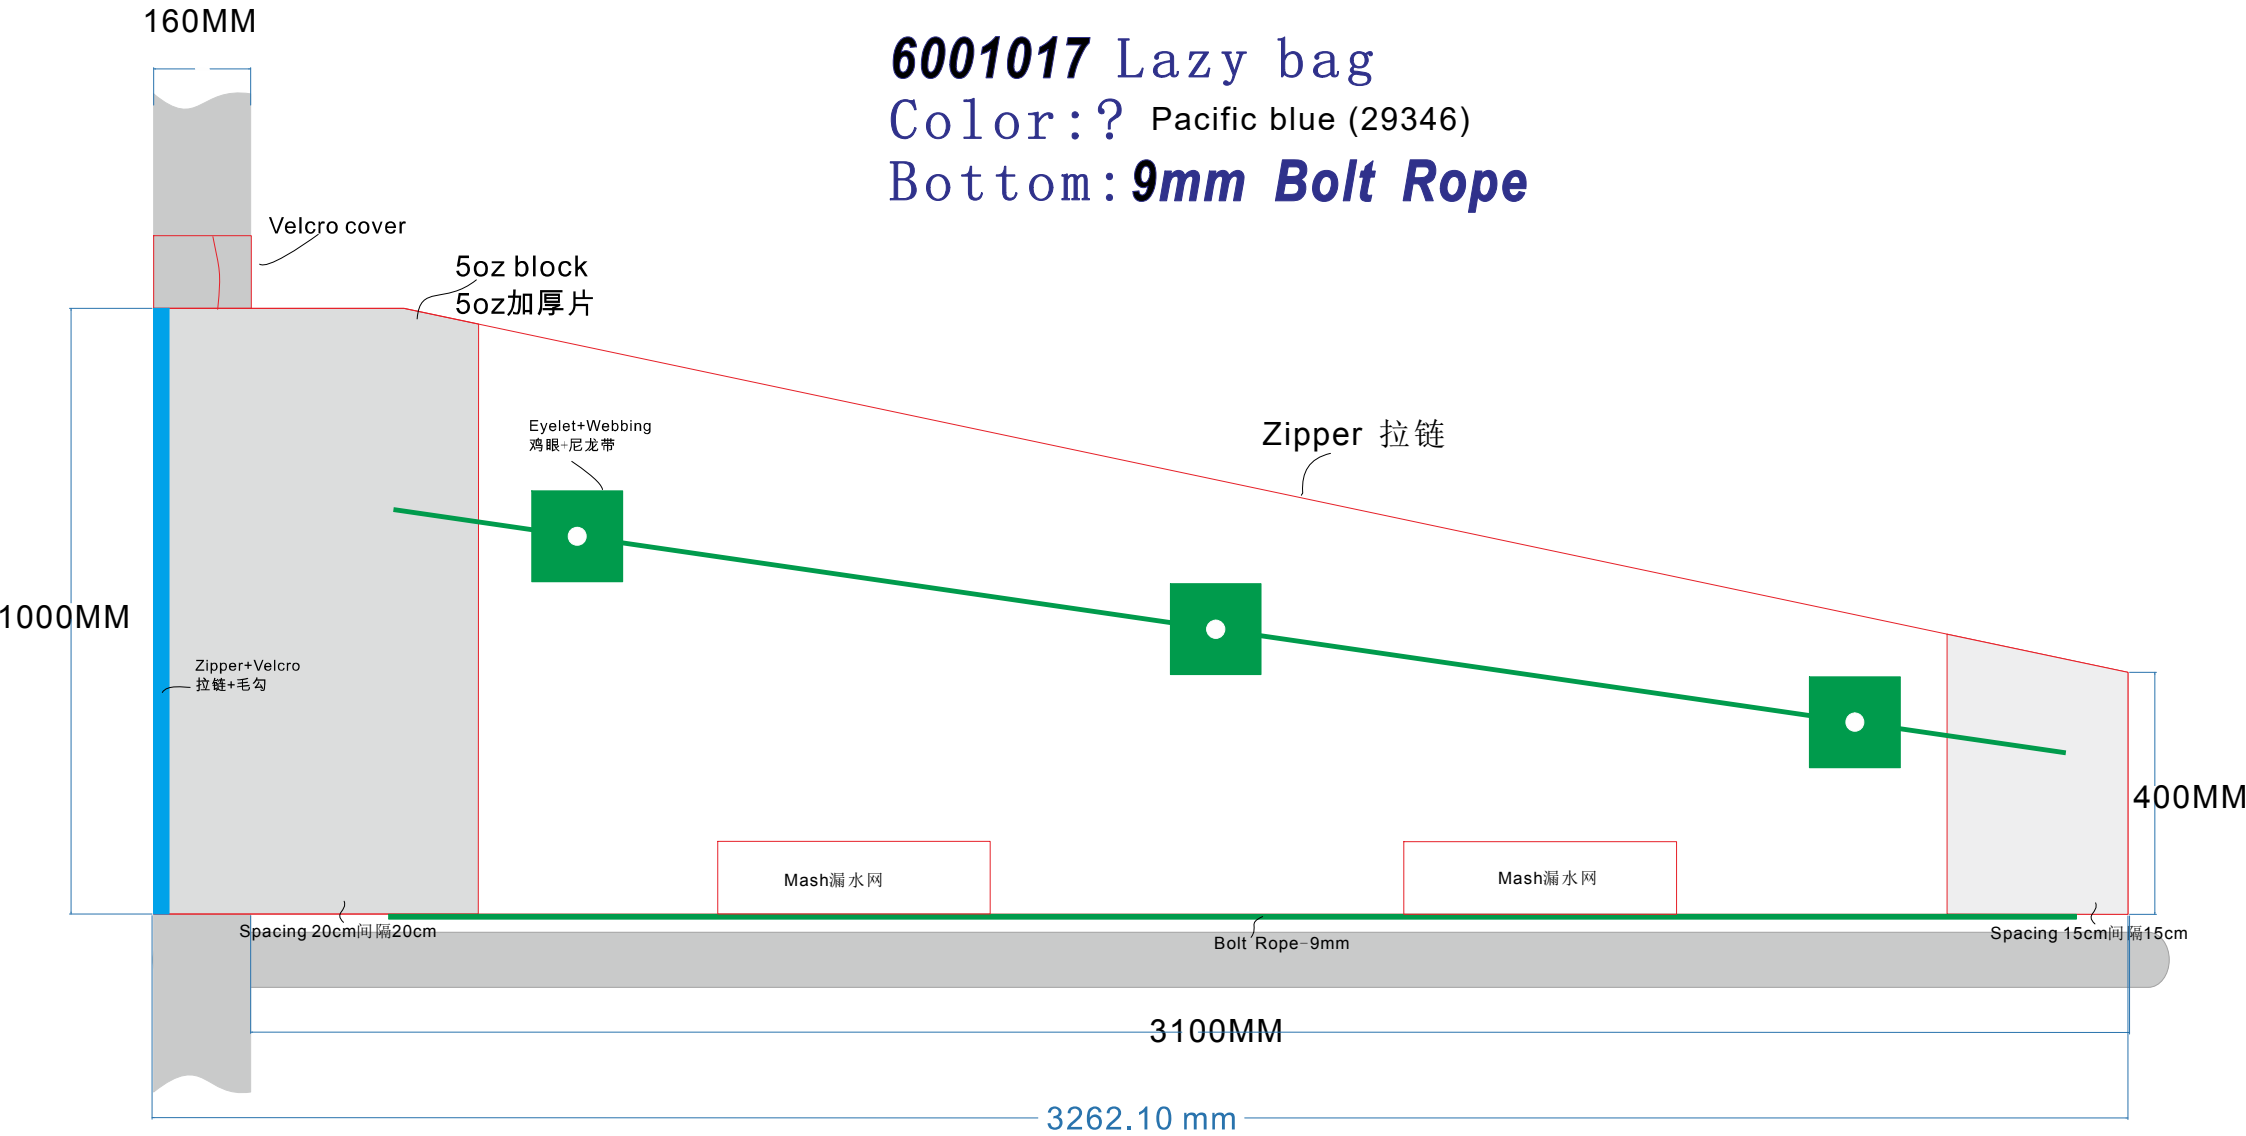 160MM
6001017 Lazy bag
Color:? Pacific blue (29346)
Bottom:9mm Bolt Rope
Velcro cover
5oz block
5oz加厚片
Eyelet+Webbing
鸡眼+尼龙带
Zipper 拉链
1000MM
Zipper+Velcro
拉链+毛勾
400MM
Mash漏水网
Mash漏水网
Spacing 20cm间隔20cm
Bolt Rope-9mm
Spacing 15cm间隔15cm
3100MM
3262.10 mm